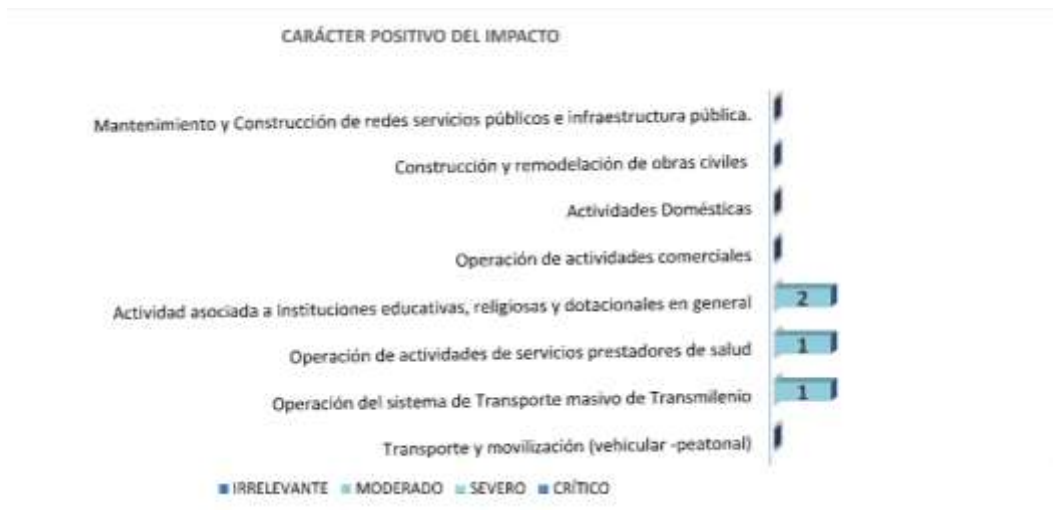 CARÁCTER POSITIVO DEL IMPACTO
Mantenimiento y Construcción de redes servicios públicos e infraestructura pública.
Construcción y remodelación de obras civiles
Actividades Domésticas
Operación de actividades comerciales
Actividad asociada a Instituciones educativas, religiosas y dotacionales en general
2
Operación de actividades de servicios prestadores de salud
1
Operación del sistema de Transporte masivo de Transmilenio
1
Transporte y movilización (vehicular -peatonal)
IRRELEVANTE MODERADO SEVERO CRÍTICO